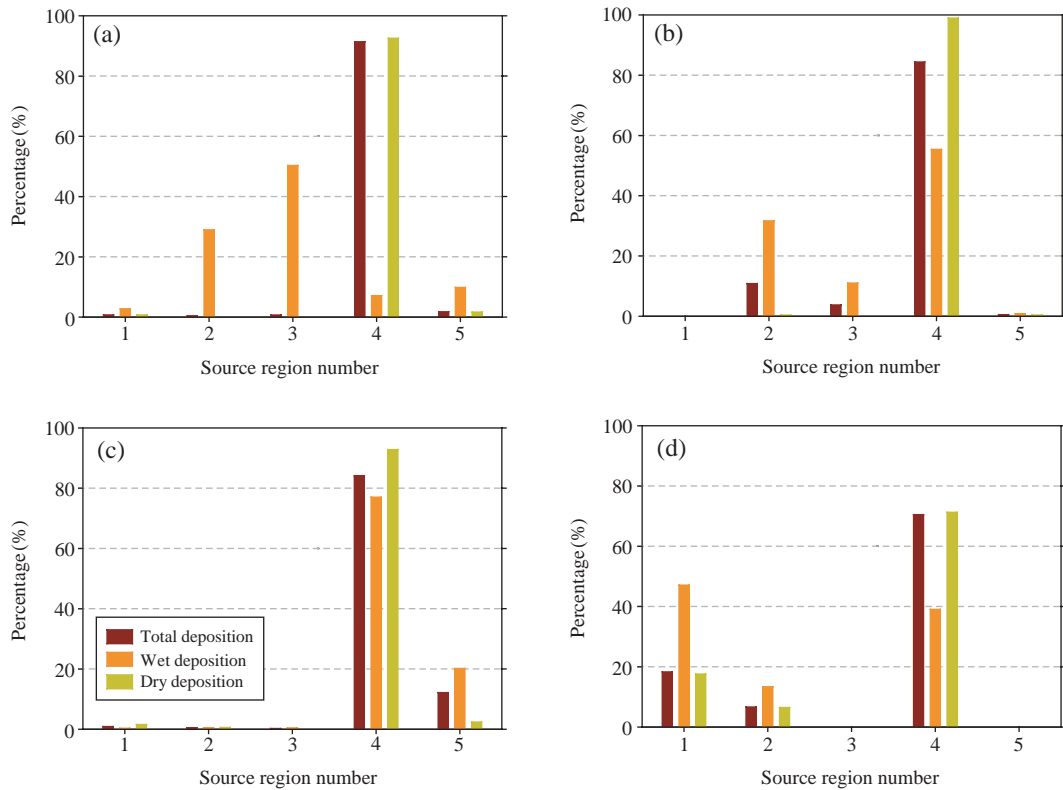 (a)
Percentage (%)
100
80
60
40
20
0
1 2 3 4 5
Source region number
(b)
Percentage (%)
100
80
60
40
20
0
1 2 3 4 5
Source region number
(c)
Percentage (%)
100
80
60
40
20
0
Total deposition
Wet deposition
Dry deposition
1 2 3 4 5
Source region number
(d)
Percentage (%)
100
80
60
40
20
0
1 2 3 4 5
Source region number